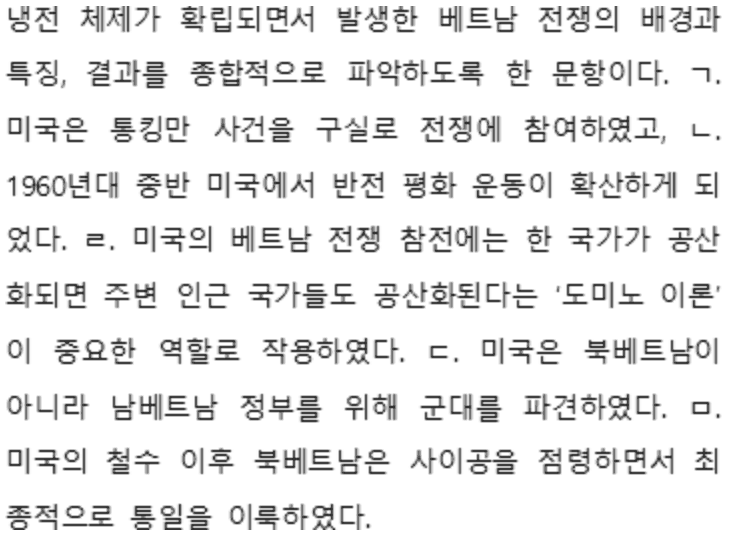 냉전 체제가 확립되면서 발생한 베트남 전쟁의 배경과
특징, 결과를 종합적으로 파악하도록 한 문항이다. ㄱ.
미국은 통킹만 사건을 구실로 전쟁에 참여하였고, ㄴ.
1960년대 중반 미국에서 반전 평화 운동이 확산하게 되
었다. ㄹ. 미국의 베트남 전쟁 참전에는 한 국가가 공산
화되면 주변 인근 국가들도 공산화된다는 '도미노 이론'
이 중요한 역할로 작용하였다. ㄷ. 미국은 북베트남이
아니라 남베트남 정부를 위해 군대를 파견하였다. ㅁ.
미국의 철수 이후 북베트남은 사이공을 점령하면서 최
종적으로 통일을 이룩하였다.